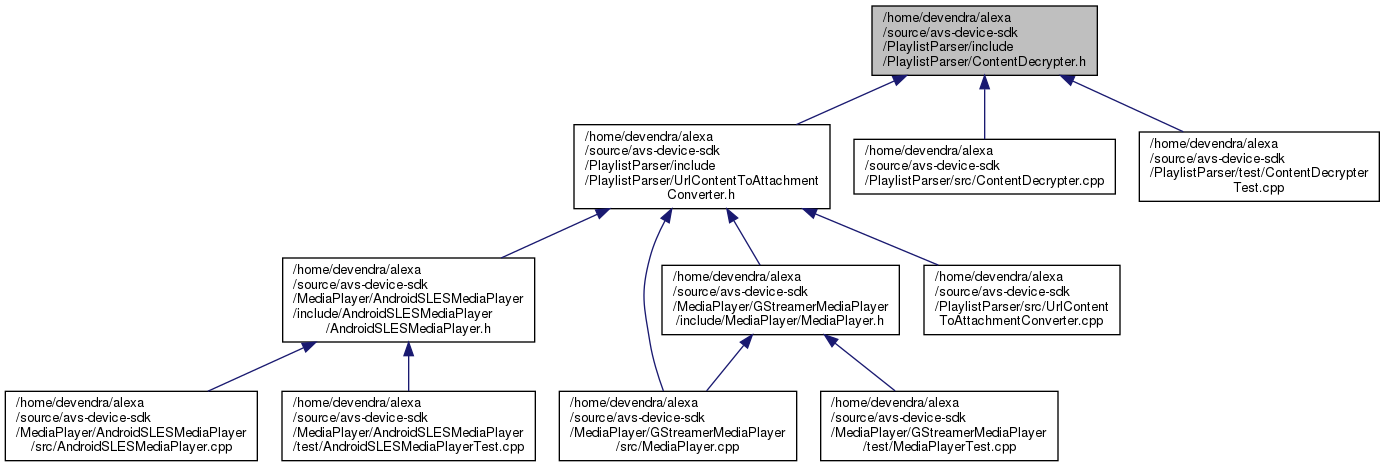 /home/devendra/alexa
/source/avs-device-sdk
/PlaylistParser/include
/PlaylistParser/ContentDecrypter.h
/home/devendra/alexa
/source/avs-device-sdk
/PlaylistParser/include
/PlaylistParser/UrlContentToAttachment
Converter.h
/home/devendra/alexa
/source/avs-device-sdk
/PlaylistParser/src/ContentDecrypter.cpp
/home/devendra/alexa
/source/avs-device-sdk
/PlaylistParser/test/ContentDecrypter
Test.cpp
/home/devendra/alexa
/source/avs-device-sdk
/MediaPlayer/AndroidSLESMediaPlayer
/include/AndroidSLESMediaPlayer
/AndroidSLESMediaPlayer.h
/home/devendra/alexa
/source/avs-device-sdk
/MediaPlayer/GStreamerMediaPlayer
/include/MediaPlayer/MediaPlayer.h
/home/devendra/alexa
/source/avs-device-sdk
/PlaylistParser/src/UrlContent
ToAttachmentConverter.cpp
/home/devendra/alexa
/source/avs-device-sdk
/MediaPlayer/AndroidSLESMediaPlayer
/src/AndroidSLESMediaPlayer.cpp
/home/devendra/alexa
/source/avs-device-sdk
/MediaPlayer/AndroidSLESMediaPlayer
/test/AndroidSLESMediaPlayerTest.cpp
/home/devendra/alexa
/source/avs-device-sdk
/MediaPlayer/GStreamerMediaPlayer
/src/MediaPlayer.cpp
/home/devendra/alexa
/source/avs-device-sdk
/MediaPlayer/GStreamerMediaPlayer
/test/MediaPlayerTest.cpp